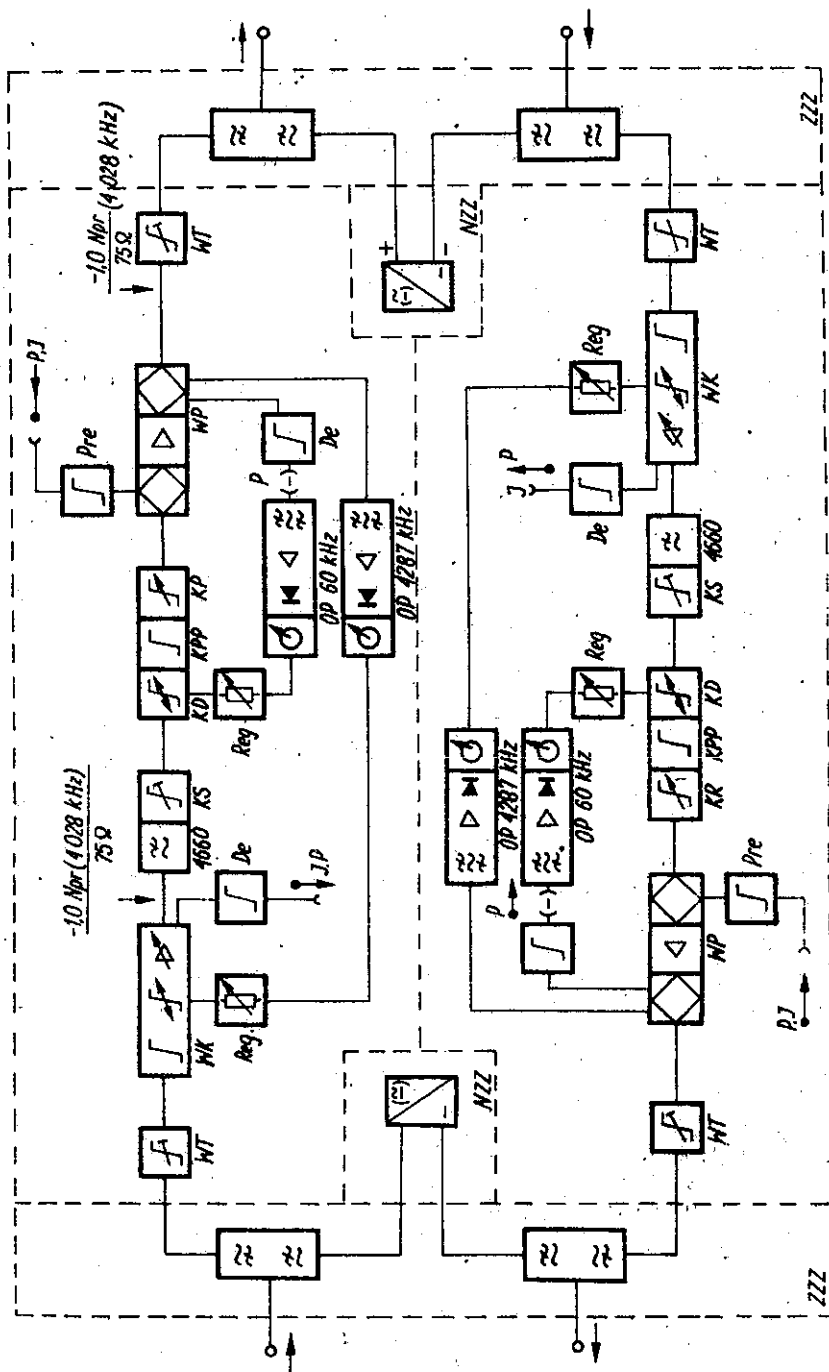 ZZZ
-1,0 Npr (4 028 kHz)
75Ω
WT
+
-
NZZ
P,J
Pre
WP
De
P
(-)
OP 60 kHz
OP 4287 kHz
KP
KPP
KD
Reg
KS
4660
-1,0 Npr (4 028 kHz)
75Ω
De
J,P
WK
Reg.
WT
WT
Reg
WK
P
J
De
4660
KS
Reg
KD
KPP
KR
OP 4287 kHz
OP 60 kHz
P
(-)
Pre
WP
P,J
NZZ
WT
ZZZ